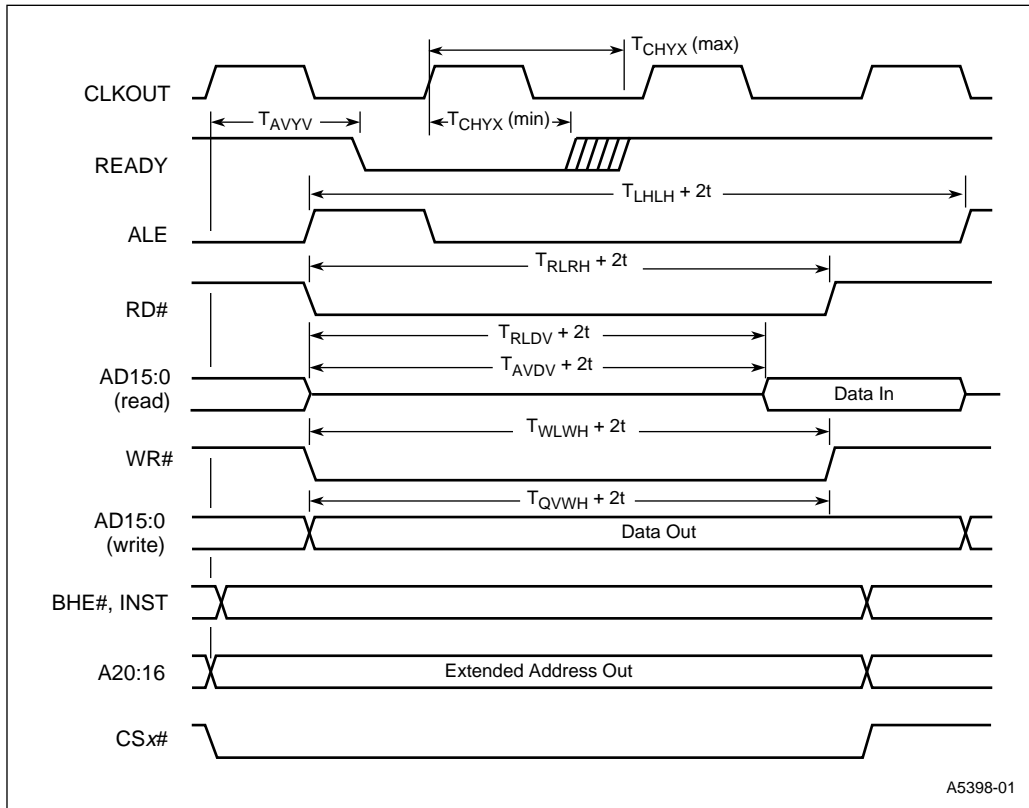 T_CHYX (max)
CLKOUT
T_AVYV
T_CHYX (min)
READY
T_LHLH + 2t
ALE
T_RLRH + 2t
RD#
T_RLDV + 2t
T_AVDV + 2t
AD15:0
(read)
Data In
T_WLWH + 2t
WR#
T_QVWH + 2t
AD15:0
(write)
Data Out
BHE#, INST
A20:16
Extended Address Out
CSx#
A5398-01